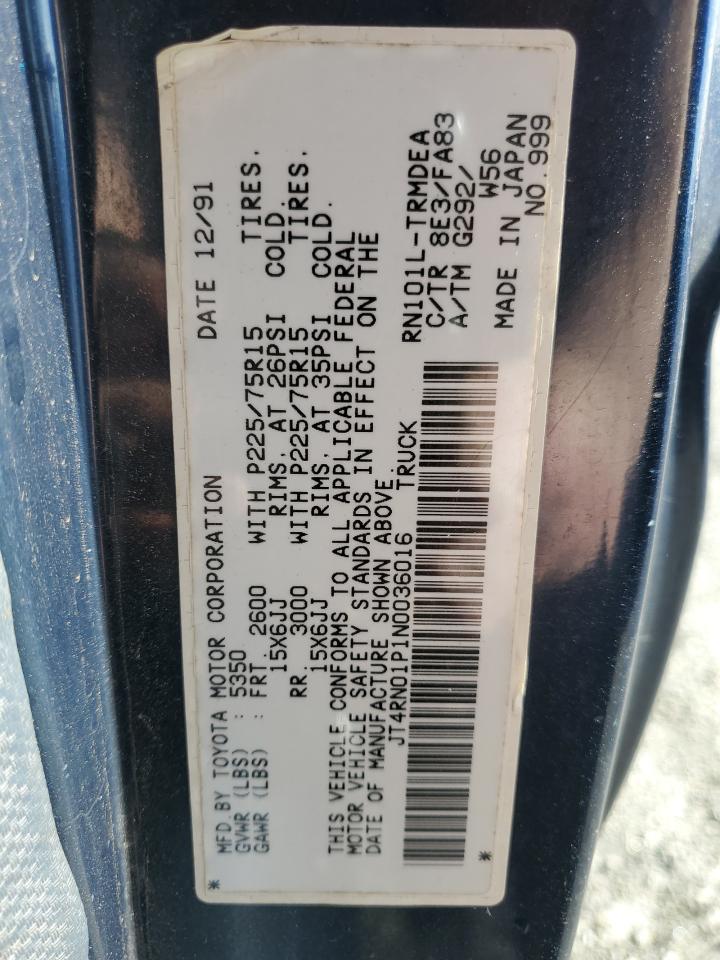 MFD.BY TOYOTA MOTOR CORPORATION DATE 12/91
GVWR (LBS) : 5350
GAWR (LBS) : FRT. 2600 WITH P225/75R15 TIRES.
15X6JJ RIMS, AT 26PSI COLD.
RR. 3000 WITH P225/75R15 TIRES.
15X6JJ RIMS, AT 35PSI COLD.
THIS VEHICLE CONFORMS TO ALL APPLICABLE FEDERAL
MOTOR VEHICLE SAFETY STANDARDS IN EFFECT ON THE
DATE OF MANUFACTURE SHOWN ABOVE.
JT4RN01P1N0036016 TRUCK
RN101L-TRMDEA
C/TR 8E3/FA83
A/TM G292/
W56
MADE IN JAPAN
NO.999
* *